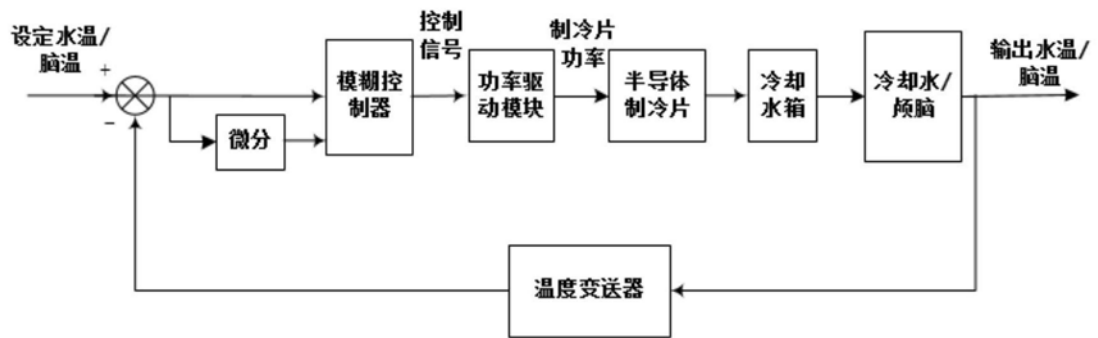 设定水温/
脑温
+
−
微分
模糊控
制器
控制
信号
功率驱
动模块
制冷片
功率
半导体
制冷片
冷却
水箱
冷却水/
颅脑
输出水温/
脑温
温度变送器